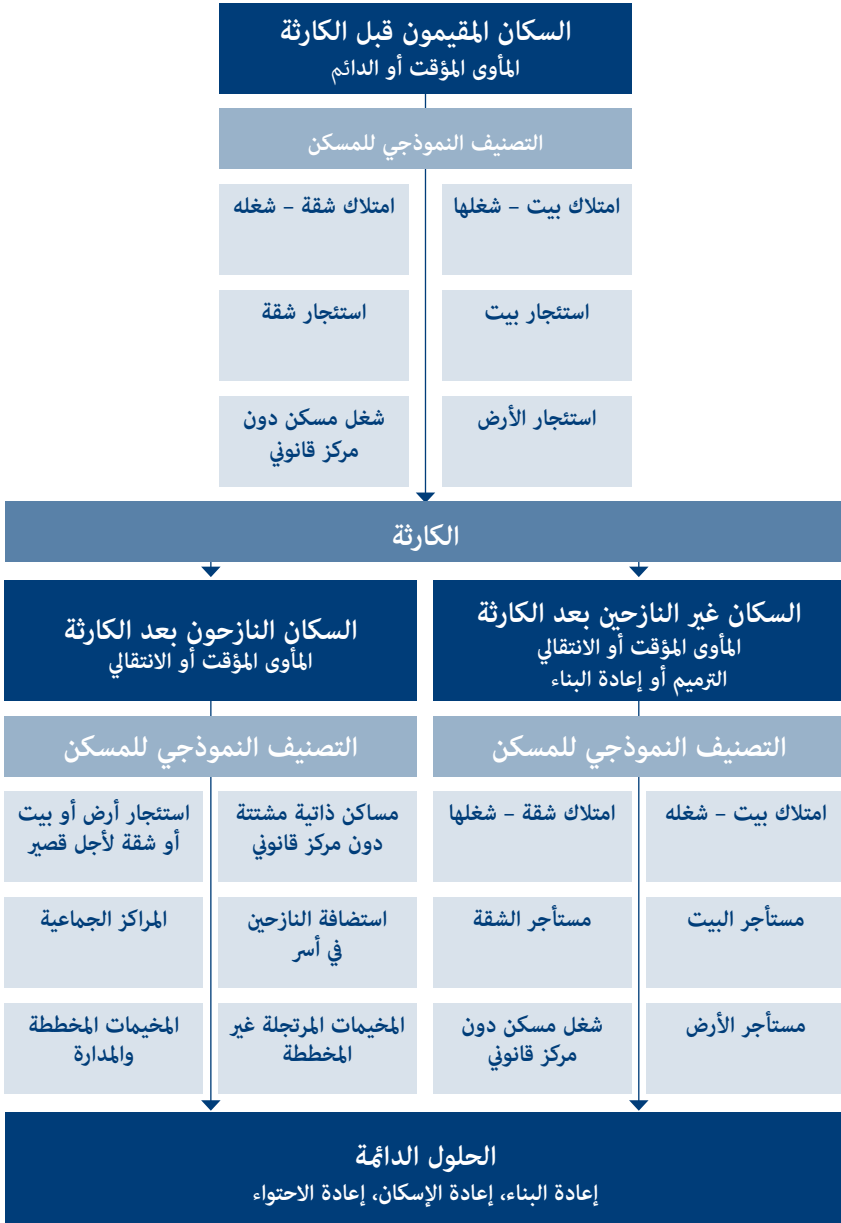 السكان المقيمون قبل الكارثة
المأوى المؤقت أو الدائم
التصنيف النموذجي للمسكن
امتلاك بيت – شغلها
امتلاك شقة – شغله
استئجار بيت
استئجار شقة
استئجار الأرض
شغل مسكن دون
مركز قانوني
الكارثة
السكان غير النازحين بعد الكارثة
المأوى المؤقت أو الانتقالي
الترميم أو إعادة البناء
السكان النازحون بعد الكارثة
المأوى المؤقت أو الانتقالي
التصنيف النموذجي للمسكن
التصنيف النموذجي للمسكن
امتلاك بيت – شغله
امتلاك شقة – شغلها
مساكن ذاتية مشتتة
دون مركز قانوني
استئجار أرض أو بيت
أو شقة لأجل قصير
مستأجر البيت
مستأجر الشقة
استضافة النازحين
في أسر
المراكز الجماعية
مستأجر الأرض
شغل مسكن دون
مركز قانوني
المخيمات المرتجلة غير
المخططة
المخيمات المخططة
والمدارة
الحلول الدائمة
إعادة البناء، إعادة الإسكان، إعادة الاحتواء